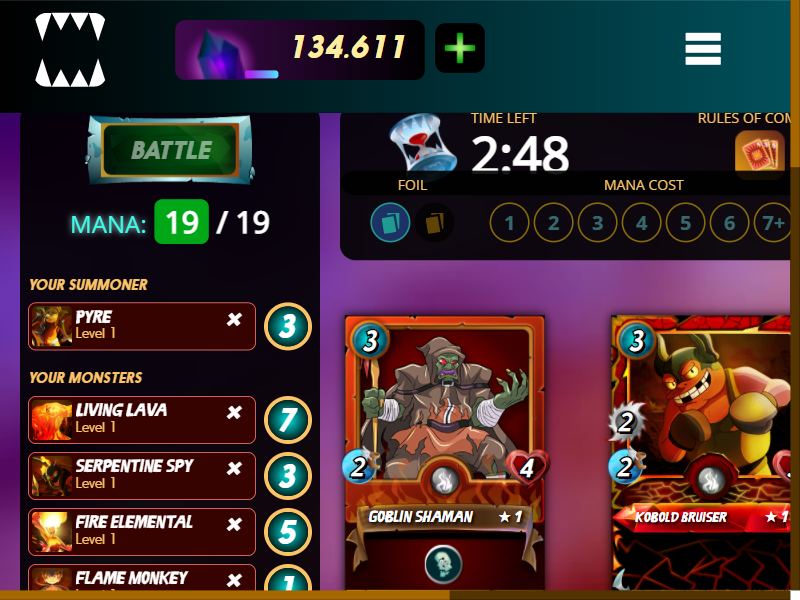 134.611
BATTLE
MANA: 19 / 19
YOUR SUMMONER
PYRE
Level 1
3
YOUR MONSTERS
LIVING LAVA
Level 1
7
SERPENTINE SPY
Level 1
3
FIRE ELEMENTAL
Level 1
5
FLAME MONKEY
Level 1
1
TIME LEFT
2:48
RULES OF COM
FOIL
MANA COST
1 2 3 4 5 6 7+
3
2
4
GOBLIN SHAMAN ★ 1
3
2
2
KOBOLD BRUISER ★ 1